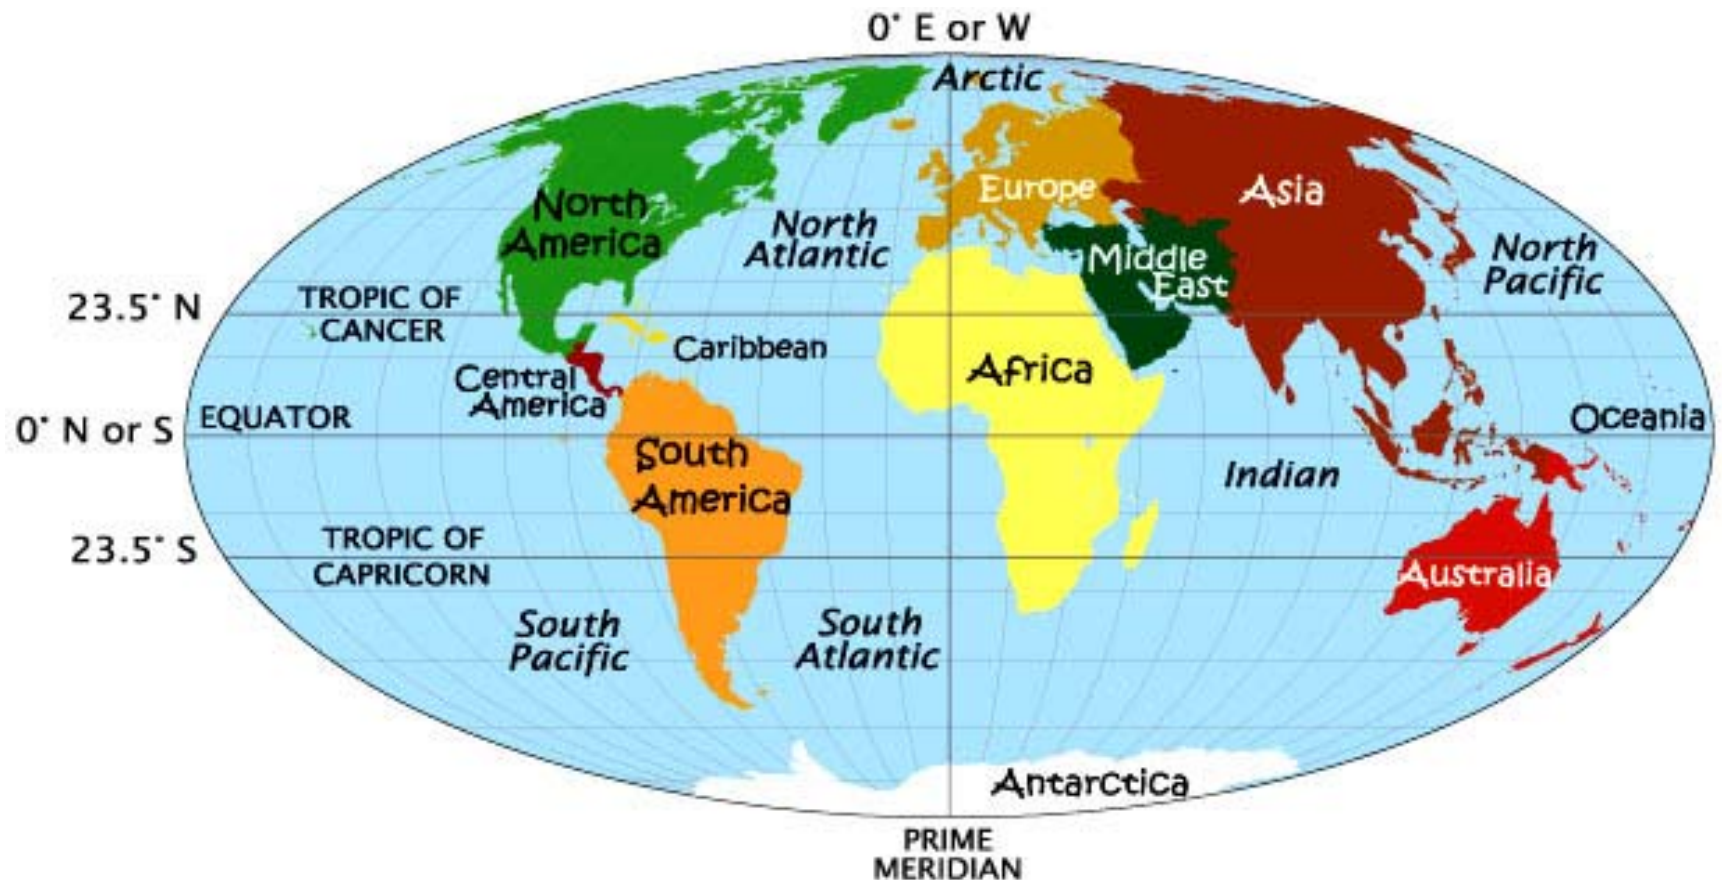 0° E or W
Arctic
North
America
Europe
Asia
North
Atlantic
Middle
East
North
Pacific
23.5° N
TROPIC OF
CANCER
Caribbean
Africa
Central
America
EQUATOR
0° N or S
Oceania
South
America
Indian
TROPIC OF
CAPRICORN
23.5° S
Australia
South
Pacific
South
Atlantic
Antarctica
PRIME
MERIDIAN